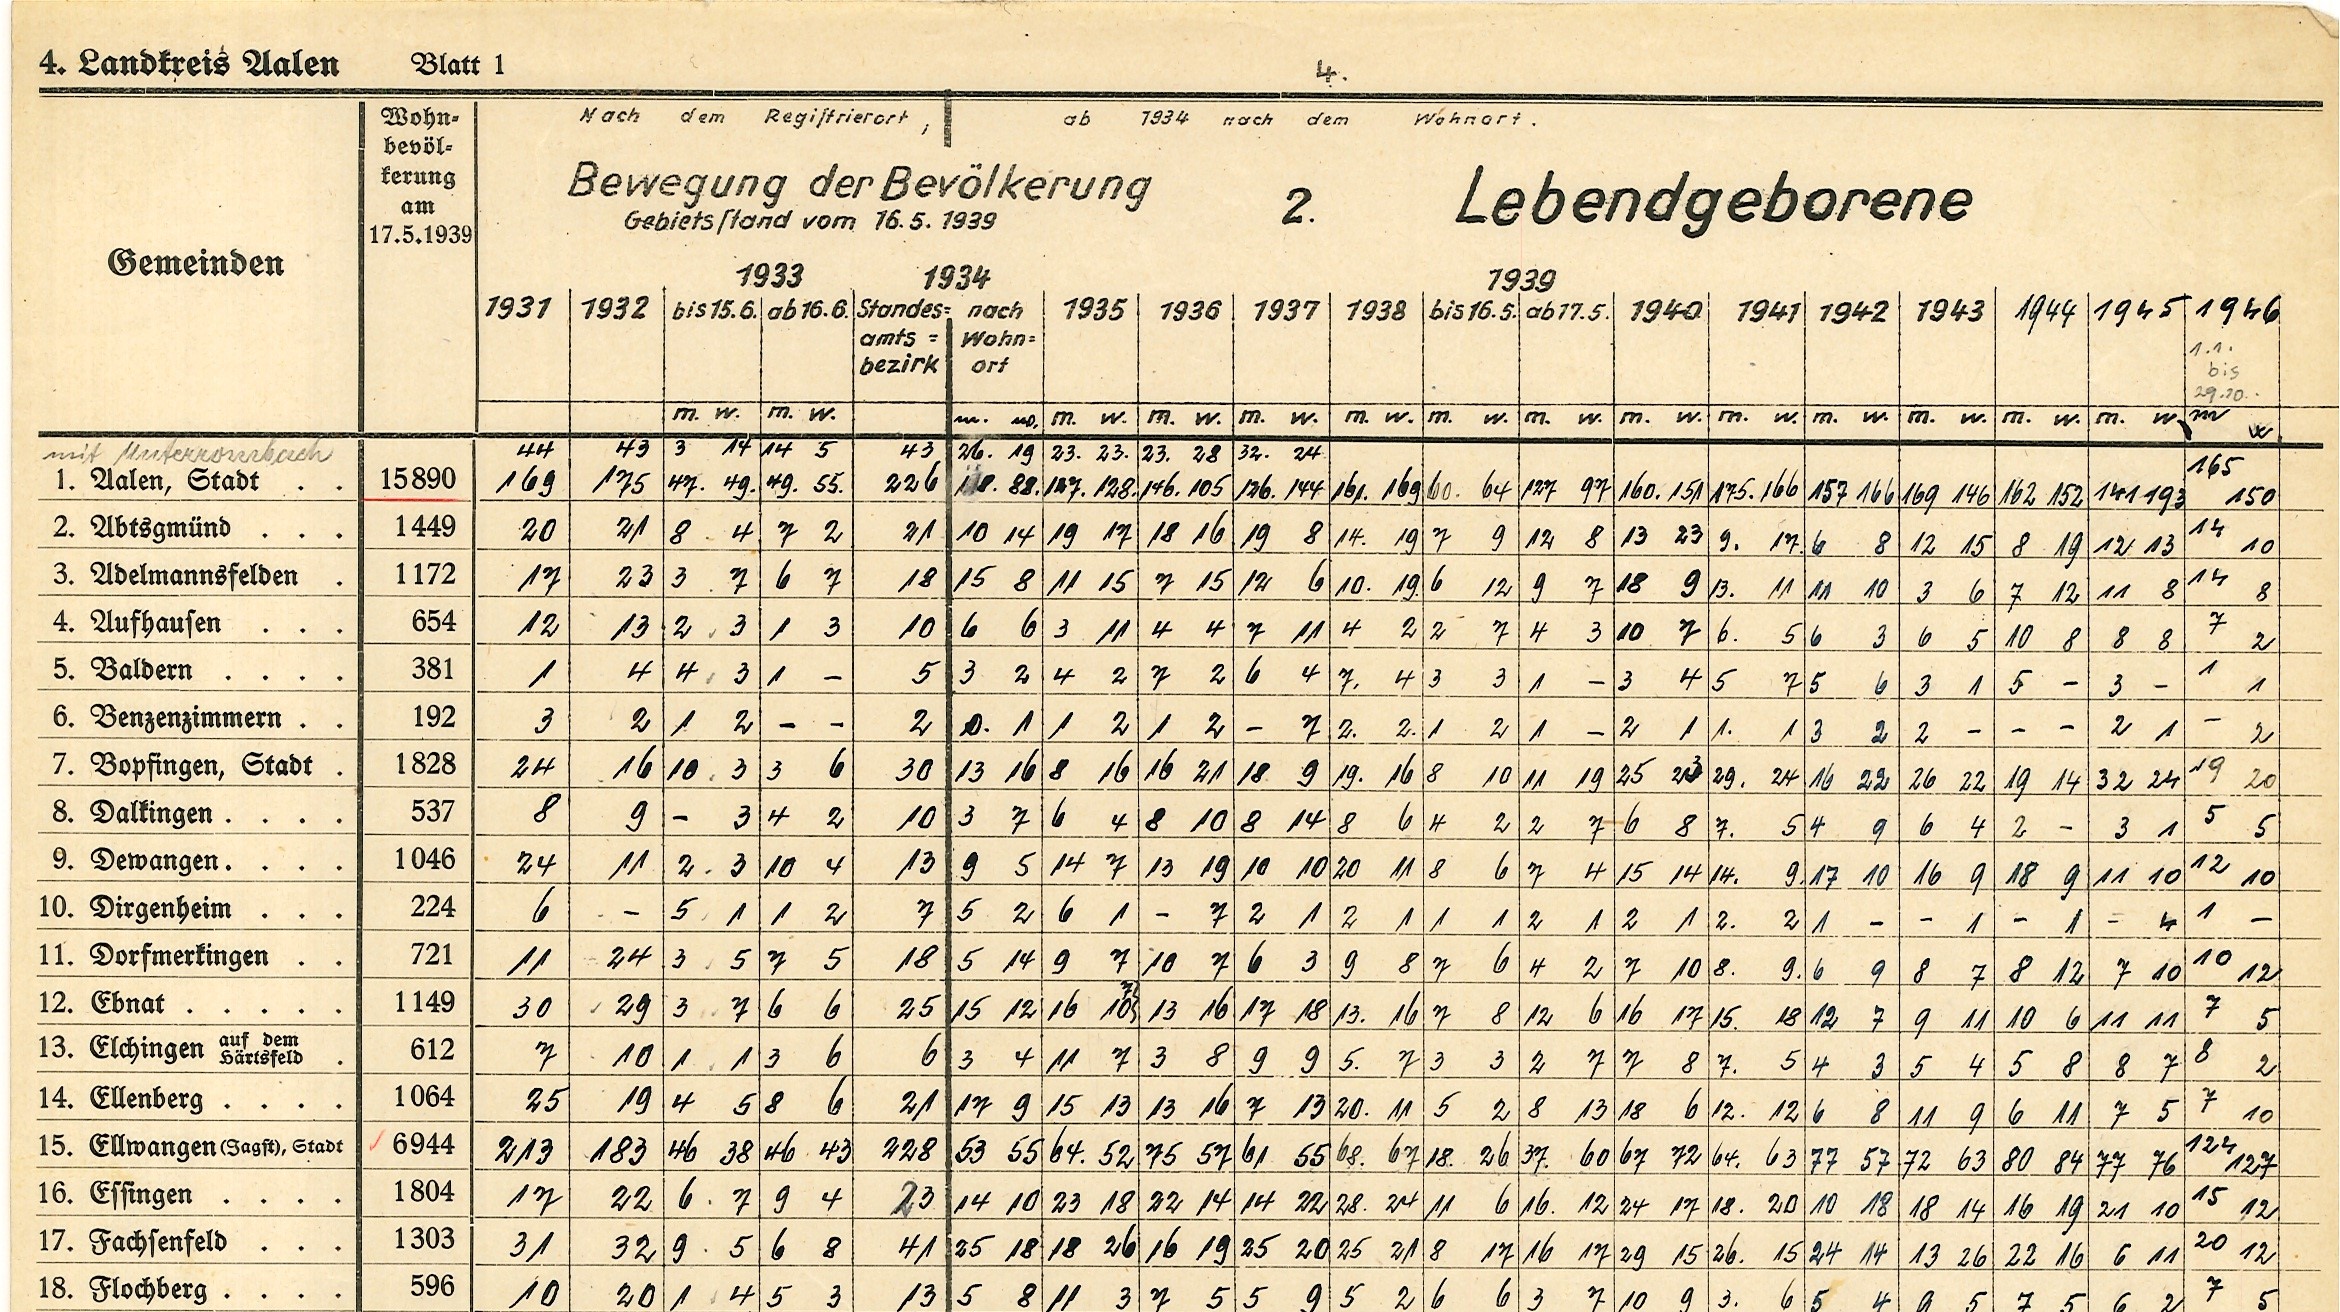 4. Landkreis Aalen Blatt 1 4.
Wohn-
bevöl-
kerung
am
17.5.1939
Nach dem Registrierort; ab 1934 nach dem Wohnort.
Bewegung der Bevölkerung 2. Lebendgeborene
Gebietsstand vom 16.5.1939
Gemeinden
1933 1934 1939
1931 1932 bis 15.6. ab 16.6. Standes= nach 1935 1936 1937 1938 bis 16.5. ab 17.5. 1940 1941 1942 1943 1944 1945 1946
amts= Wohn= 1.1.
bezirk ort bis
29.10.
m. w. m. w. m. w. m. w. m. w. m. w. m. w. m. w. m. w. m. w. m. w. m. w. m. w. m. w. m. w. m w.
mit Unterrombach 44 43 3 14 14 5 43 26. 19 23. 23. 23. 28 32. 24
1. Aalen, Stadt . . 15890 169 175 47. 49. 49. 55. 226 88. 127. 128. 146. 105 126. 144 161. 169 60. 64 127 97 160. 151 175. 166 157 166 169 146 162 152 141 193 165 150
2. Abtsgmünd . . . 1449 20 21 8 4 7 2 21 10 14 19 17 18 16 19 8 14. 19 7 9 12 8 13 23 9. 17 6 8 12 15 8 19 12 13 14 10
3. Adelmannsfelden . 1172 17 23 3 7 6 7 18 15 8 11 15 7 15 12 6 10. 19 6 12 9 7 18 9 13. 11 11 10 3 6 7 12 11 8 14 8
4. Aufhausen . . . 654 12 13 2 3 1 3 10 6 6 3 11 4 4 7 11 4 2 2 7 4 3 10 7 6. 5 6 3 6 5 10 8 8 8 7 2
5. Baldern . . . . 381 1 4 4 3 1 – 5 3 2 4 2 7 2 6 4 7. 4 3 3 1 – 3 4 5 7 5 6 3 1 5 – 3 – 1 1
6. Benzenzimmern . . 192 3 2 1 2 – – 2 0. 1 1 2 1 2 – 7 2. 2. 1 2 1 – 2 1 1. 1 3 2 2 – – – 2 1 – 2
7. Bopfingen, Stadt . 1828 24 16 10 3 3 6 30 13 16 8 16 16 21 18 9 19. 16 8 10 11 19 25 23 29. 24 16 22 26 22 19 14 32 24 19 20
8. Dalkingen . . . . 537 8 9 – 3 4 2 10 3 7 6 4 8 10 8 14 8 6 4 2 2 7 6 8 7. 5 4 9 6 4 2 – 3 1 5 5
9. Dewangen . . . . 1046 24 11 2 3 10 4 13 9 5 14 7 13 19 10 10 20 11 8 6 7 4 15 14 14. 9. 17 10 16 9 18 9 11 10 12 10
10. Dirgenheim . . . 224 6 – 5 1 1 2 7 5 2 6 1 – 7 2 1 2 1 1 1 2 1 2 1 2. 2 1 – – 1 – 1 – 4 1 –
11. Dorfmerkingen . . 721 11 24 3 5 7 5 18 5 14 9 7 10 7 6 3 9 8 7 6 4 2 7 10 8. 9. 6 9 8 7 8 12 7 10 10 12
12. Ebnat . . . . . 1149 30 29 3 7 6 6 25 15 12 16 10 13 16 17 18 13. 16 7 8 12 6 16 17 15. 18 12 7 9 11 10 6 11 11 7 5
13. Elchingen auf dem Härtsfeld . 612 7 10 1 1 3 6 6 3 4 11 7 3 8 9 9 5. 7 3 3 2 7 7 8 7. 5 4 3 5 4 5 8 8 7 8 2
14. Ellenberg . . . . 1064 25 19 4 5 8 6 21 17 9 15 13 13 16 7 13 20. 11 5 2 8 13 18 6 12. 12 6 8 11 9 6 11 7 5 7 10
15. Ellwangen (Jagst), Stadt 6944 213 183 46 38 46 43 228 53 55 64. 52 75 57 61 55 68. 67 18. 26 37. 60 67 72 64. 63 77 57 72 63 80 84 77 76 124 127
16. Essingen . . . . 1804 17 22 6 7 9 4 23 14 10 23 18 22 14 14 22 28. 24 11 6 16. 12 24 17 18. 20 10 18 18 14 16 19 21 10 15 12
17. Fachsenfeld . . . 1303 31 32 9 5 6 8 41 25 18 18 26 16 19 25 20 25 21 8 17 16 17 29 15 26. 15 24 14 13 26 22 16 6 11 20 12
18. Flochberg . . . . 596 10 20 1 4 5 3 13 5 8 11 3 7 5 5 9 5 2 6 6 3 7 10 9 3. 6 5 4 9 5 7 5 6 2 7 5